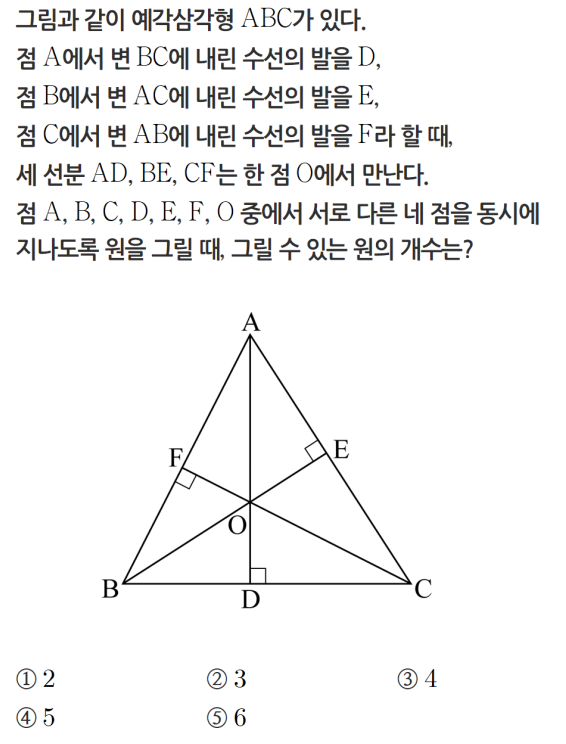 그림과 같이 예각삼각형 ABC가 있다.
점 A에서 변 BC에 내린 수선의 발을 D,
점 B에서 변 AC에 내린 수선의 발을 E,
점 C에서 변 AB에 내린 수선의 발을 F라 할 때,
세 선분 AD, BE, CF는 한 점 O에서 만난다.
점 A, B, C, D, E, F, O 중에서 서로 다른 네 점을 동시에
지나도록 원을 그릴 때, 그릴 수 있는 원의 개수는?
A
F
E
O
B
D
C
① 2 ② 3 ③ 4
④ 5 ⑤ 6